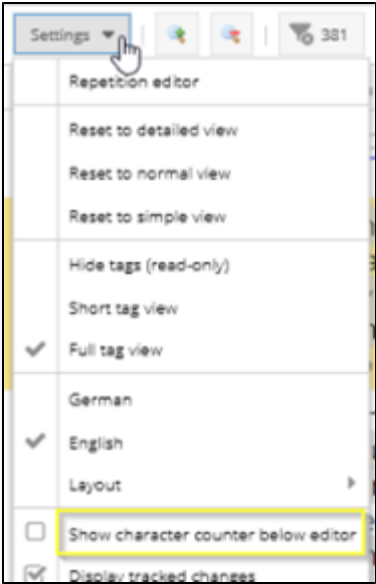 Settings
381
Repetition editor
Reset to detailed view
Reset to normal view
Reset to simple view
Hide tags (read-only)
Short tag view
Full tag view
German
English
Layout
Show character counter below editor
Display tracked changes